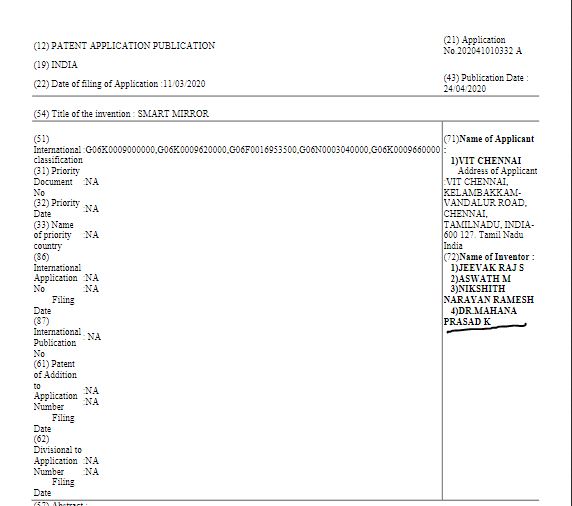 (12) PATENT APPLICATION PUBLICATION
(21) Application
No.202041010332 A
(19) INDIA
(22) Date of filing of Application :11/03/2020
(43) Publication Date :
24/04/2020
(54) Title of the invention : SMART MIRROR
(51)
International :G06K0009000000,G06K0009620000,G06F0016953500,G06N0003040000,G06K0009660000
classification
(31) Priority
Document :NA
No
(32) Priority :NA
Date
(33) Name
of priority :NA
country
(86)
International
Application :NA
No :NA
Filing
Date
(87)
International : NA
Publication
No
(61) Patent
of Addition
to
Application :NA
Number :NA
Filing
Date
(62)
Divisional to
Application :NA
Number :NA
Filing
Date
(71)Name of Applicant
:
1)VIT CHENNAI
Address of Applicant
:VIT CHENNAI,
KELAMBAKKAM-
VANDALUR ROAD,
CHENNAI,
TAMILNADU, INDIA-
600 127. Tamil Nadu
India
(72)Name of Inventor :
1)JEEVAK RAJ S
2)ASWATH M
3)NIKSHITH
NARAYAN RAMESH
4)DR.MAHANA
PRASAD K
(57) Abstract :